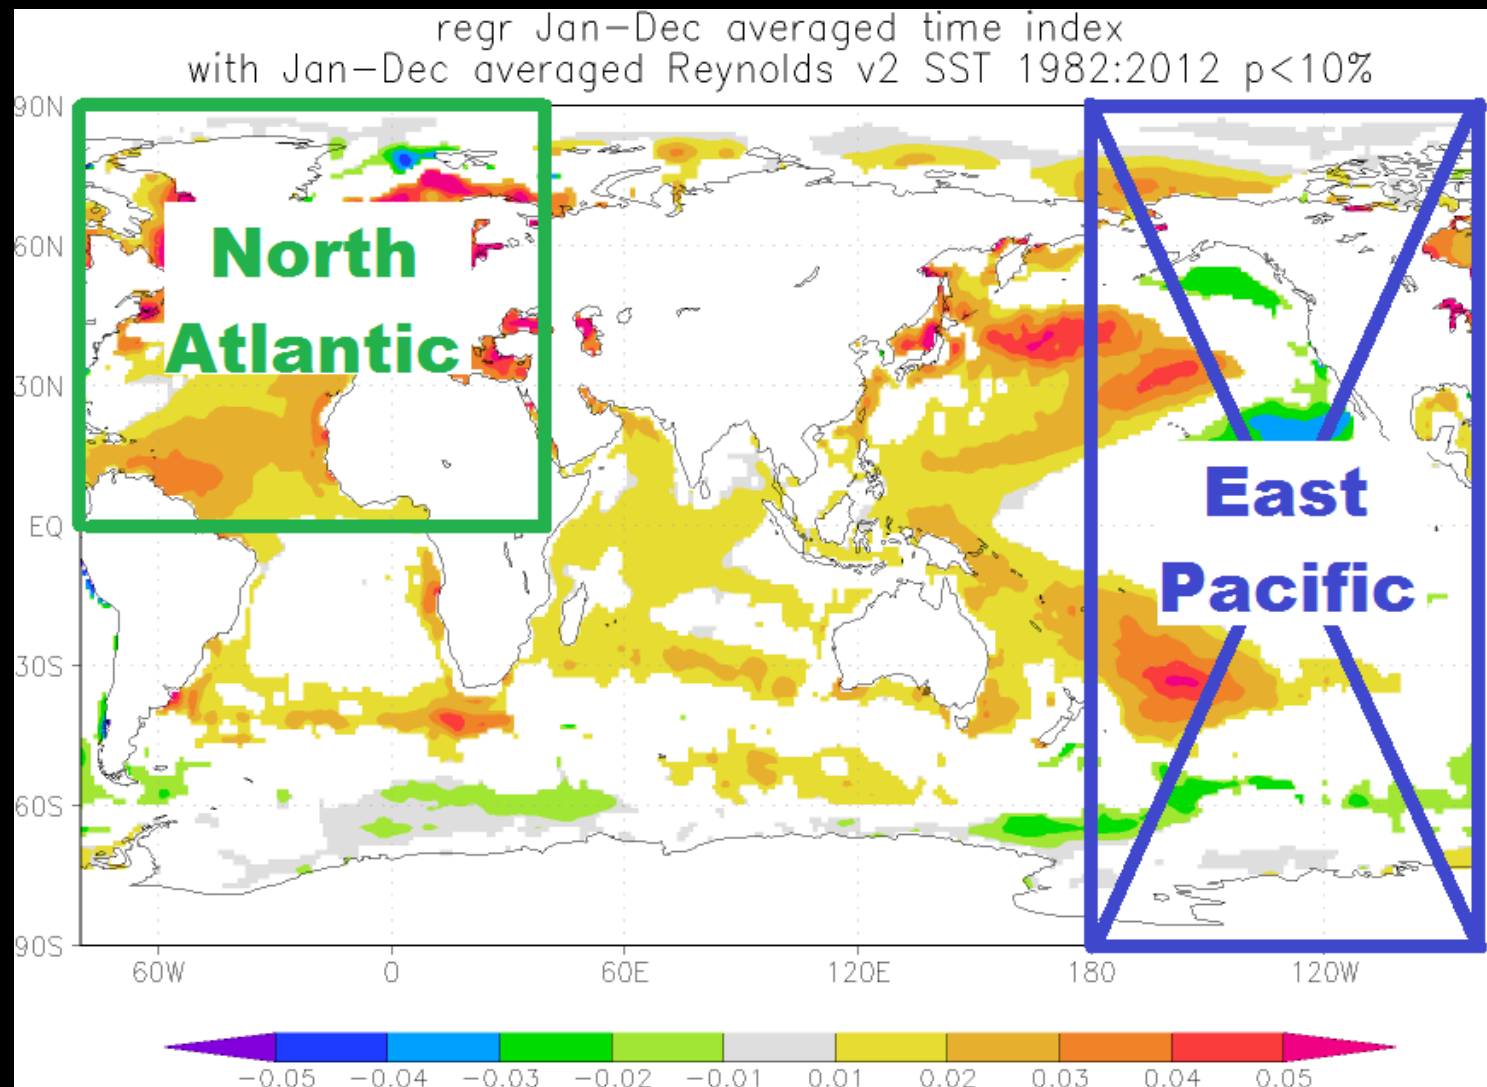 regr Jan-Dec averaged time index
with Jan-Dec averaged Reynolds v2 SST 1982:2012 p<10%
90N
60N
30N
EQ
30S
60S
90S
North
Atlantic
East
Pacific
60W 0 60E 120E 180 120W
-0.05 -0.04 -0.03 -0.02 -0.01 0.01 0.02 0.03 0.04 0.05